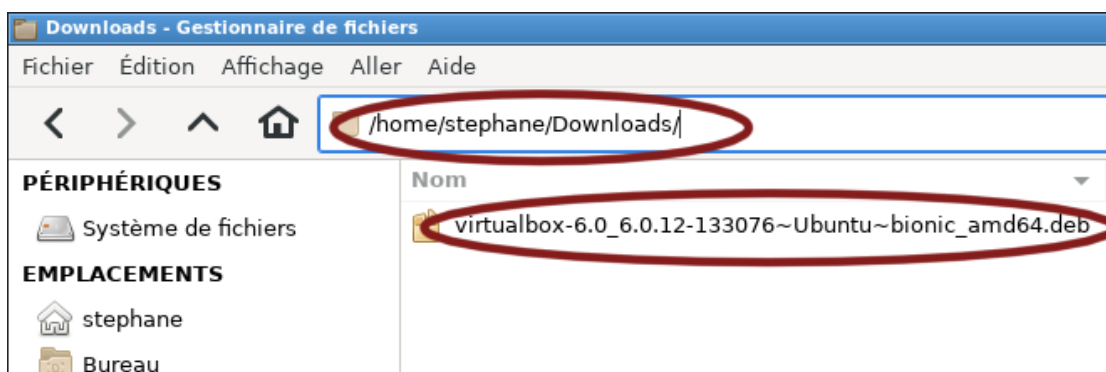 Downloads - Gestionnaire de fichiers
Fichier Édition Affichage Aller Aide
/home/stephane/Downloads/
PÉRIPHÉRIQUES
Nom
Système de fichiers
virtualbox-6.0_6.0.12-133076~Ubuntu~bionic_amd64.deb
EMPLACEMENTS
stephane
Bureau